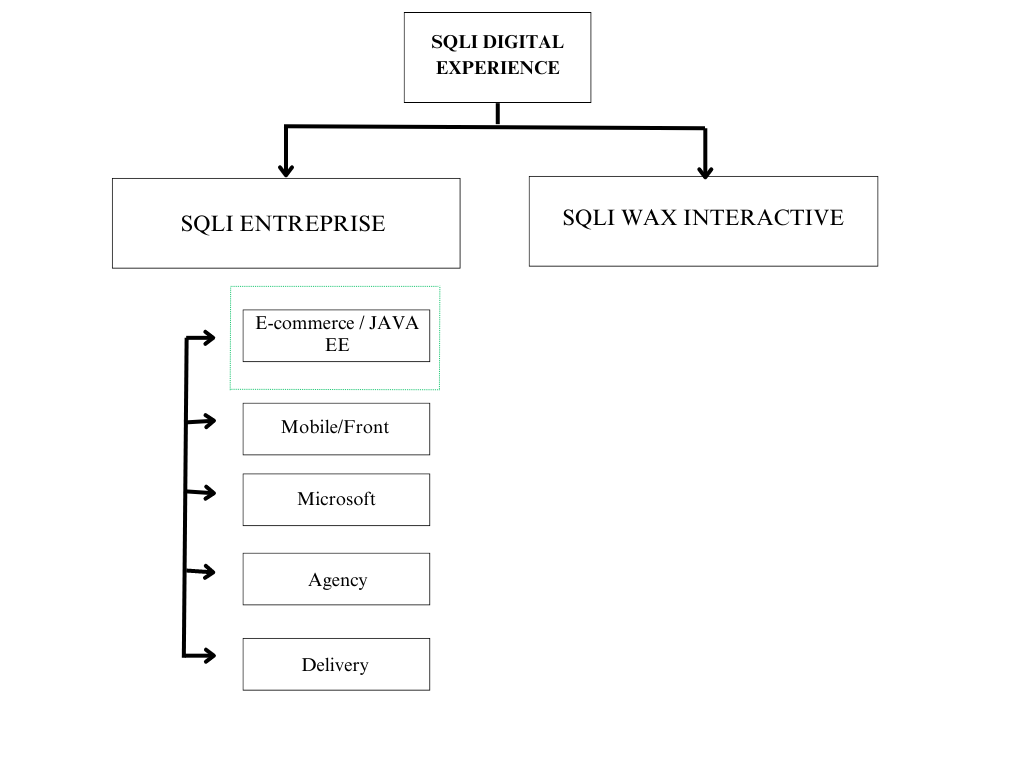 SQLI DIGITAL
EXPERIENCE
SQLI ENTREPRISE
SQLI WAX INTERACTIVE
E-commerce / JAVA
EE
Mobile/Front
Microsoft
Agency
Delivery